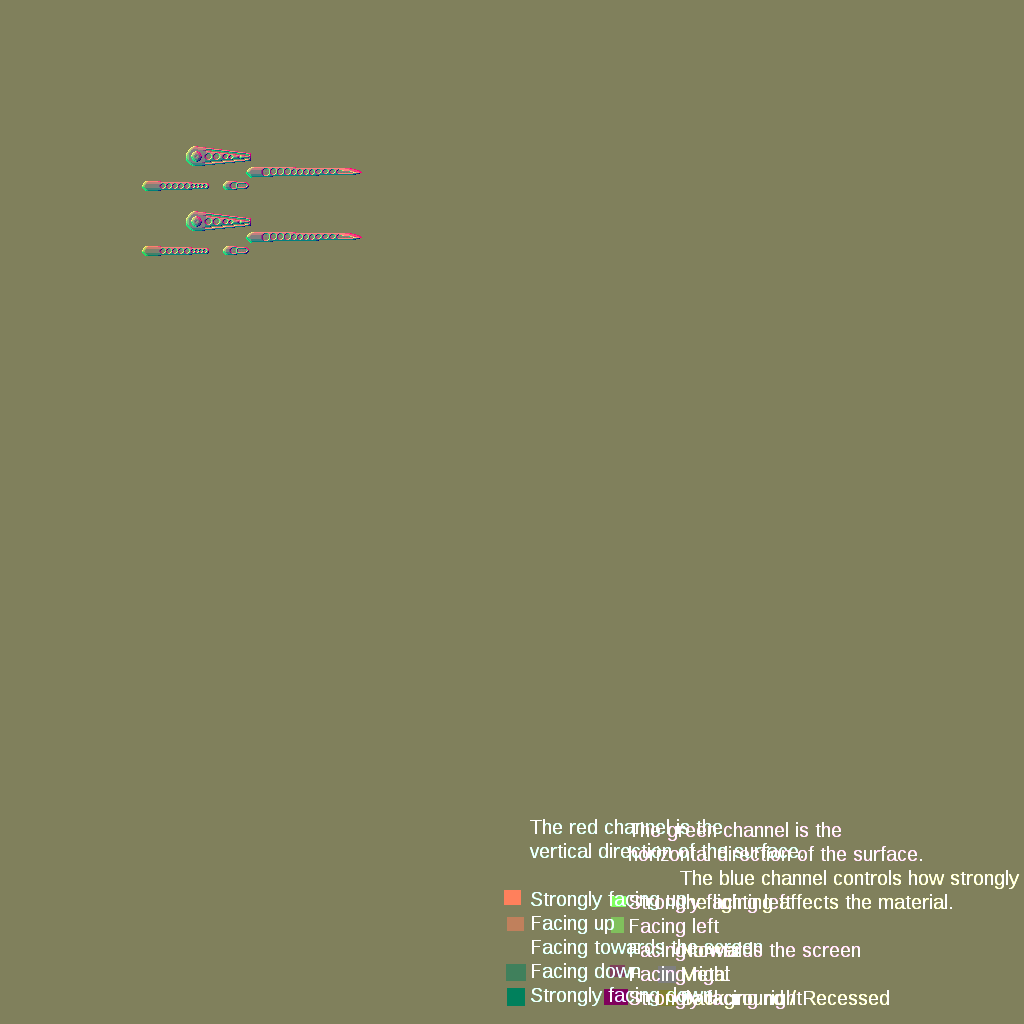 The red channel is the
vertical direction of the surface.
Strongly facing up
Facing up
Facing towards the screen
Facing down
Strongly facing down
The green channel is the
horizontal direction of the surface.
Strongly facing left
Facing left
Facing towards the screen
Facing right
Strongly facing right
The blue channel controls how strongly
the lighting affects the material.
Normal
Metal
Background / Recessed